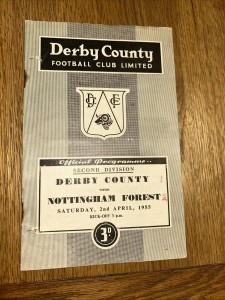 Derby County
FOOTBALL CLUB LIMITED
DCFC
Official Programme..
SECOND DIVISION
DERBY COUNTY
versus
NOTTINGHAM FOREST
SATURDAY, 2nd APRIL, 1955
KICK-OFF 3 p.m.
3D